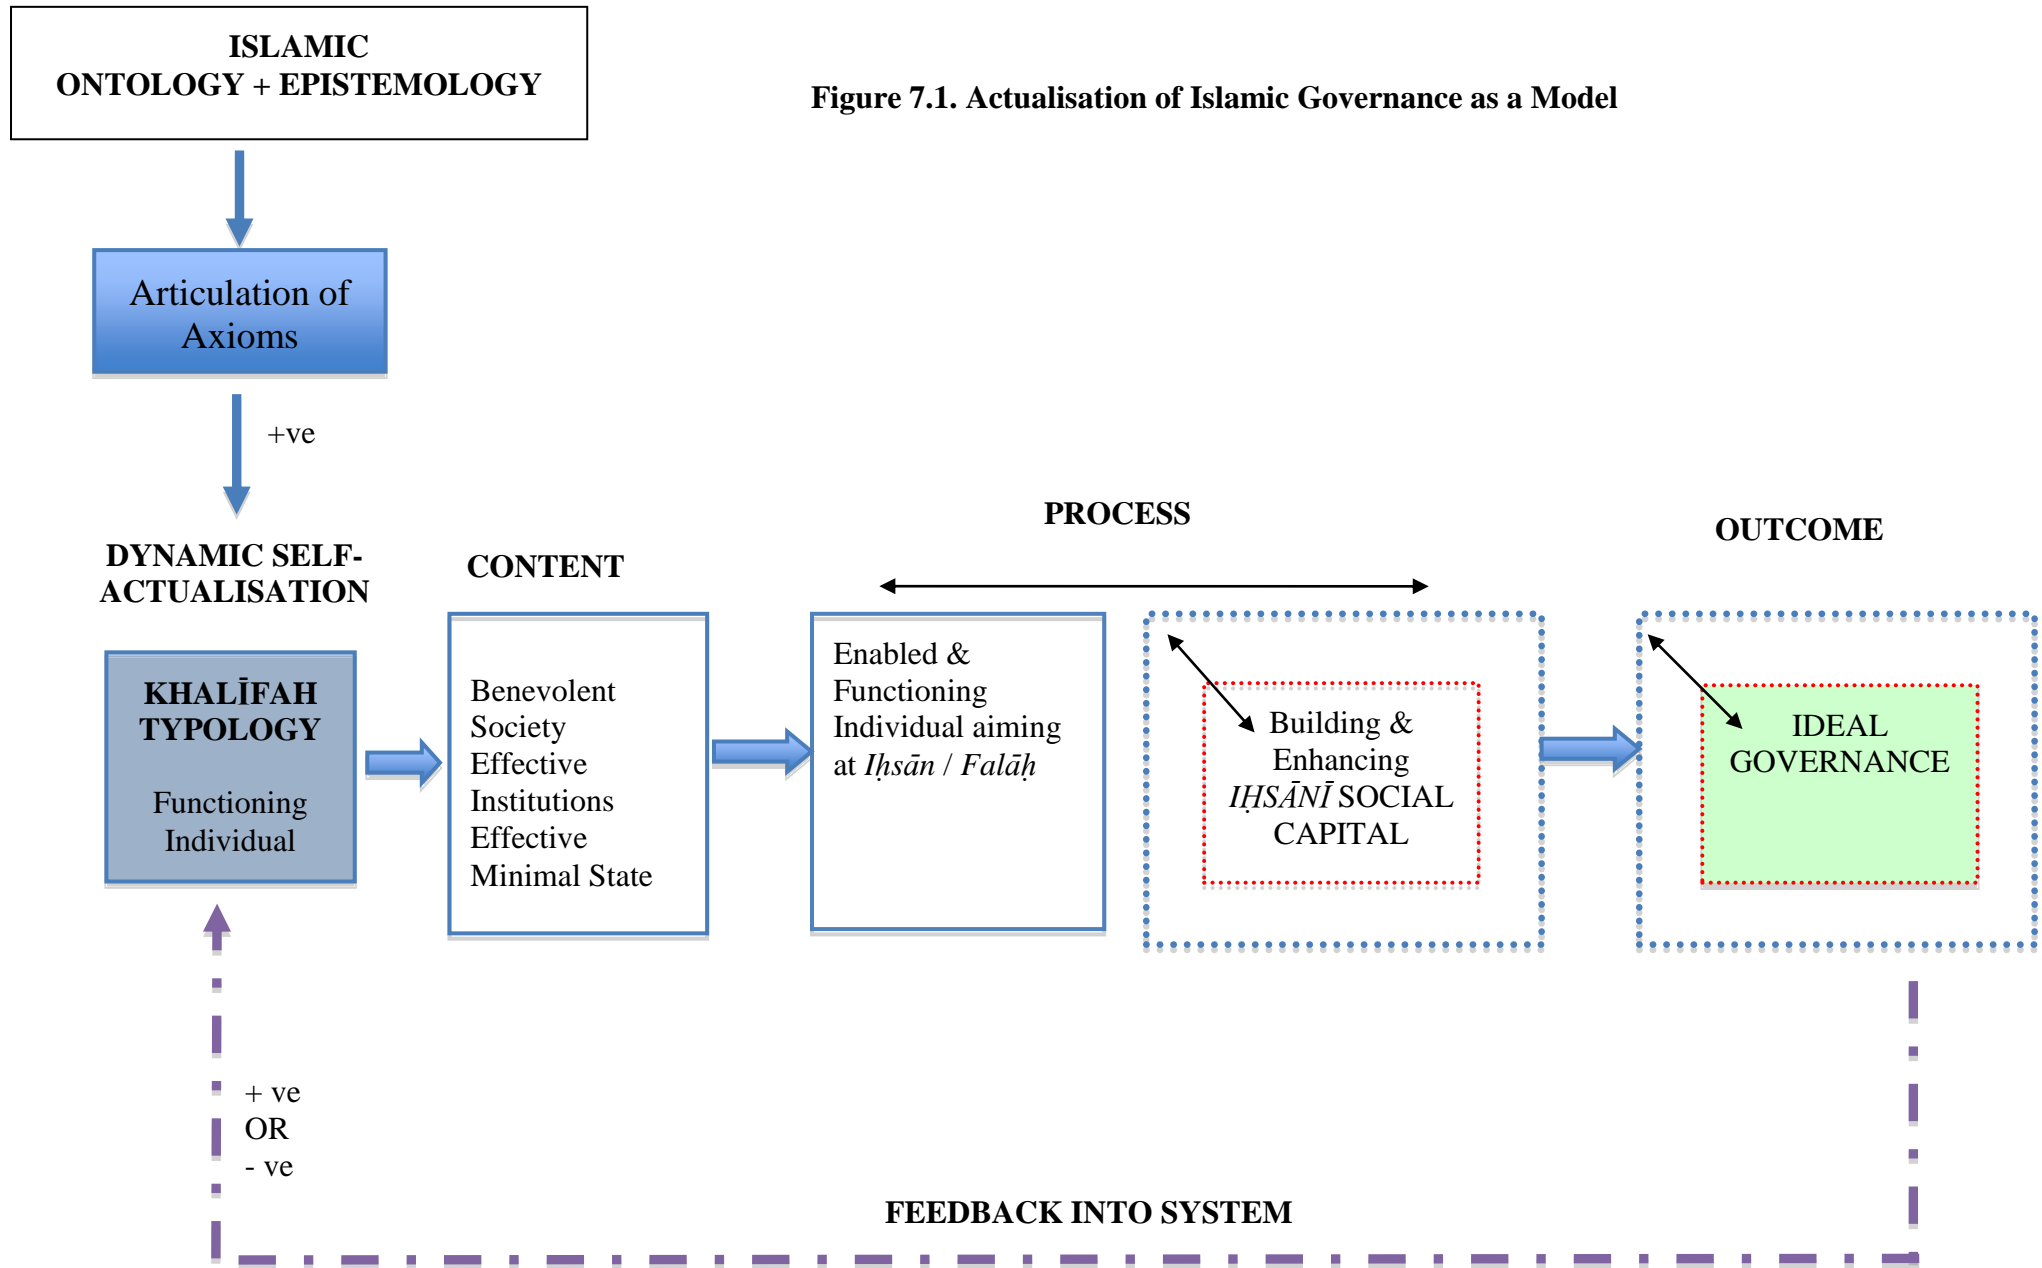 ISLAMIC
ONTOLOGY + EPISTEMOLOGY
Figure 7.1. Actualisation of Islamic Governance as a Model
Articulation of
Axioms
+ve
DYNAMIC SELF-
ACTUALISATION
KHALĪFAH
TYPOLOGY
Functioning
Individual
CONTENT
Benevolent
Society
Effective
Institutions
Effective
Minimal State
PROCESS
Enabled &
Functioning
Individual aiming
at Iḥsān / Falāḥ
Building &
Enhancing
IḤSĀNĪ SOCIAL
CAPITAL
OUTCOME
IDEAL
GOVERNANCE
+ ve
OR
- ve
FEEDBACK INTO SYSTEM